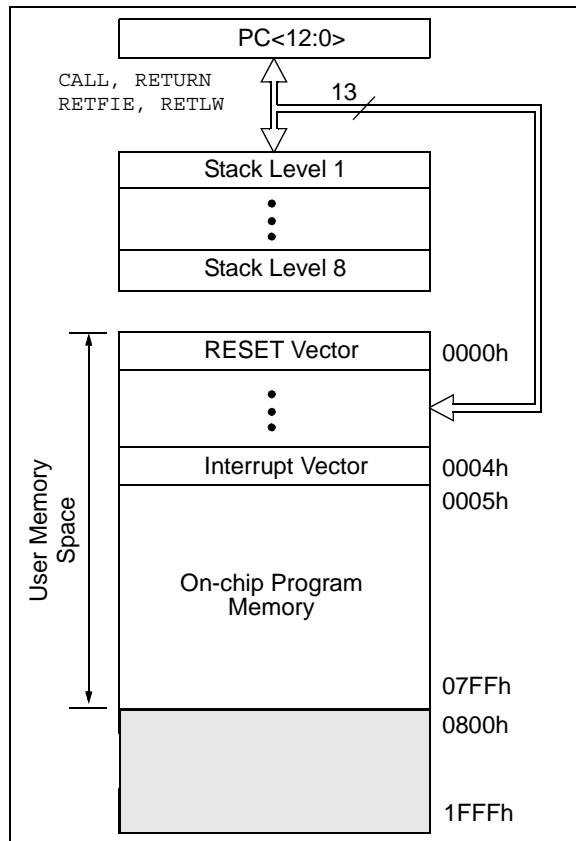 PC<12:0>
CALL, RETURN
RETFIE, RETLW
13
Stack Level 1
Stack Level 8
RESET Vector
0000h
Interrupt Vector
0004h
0005h
User Memory
Space
On-chip Program
Memory
07FFh
0800h
1FFFh